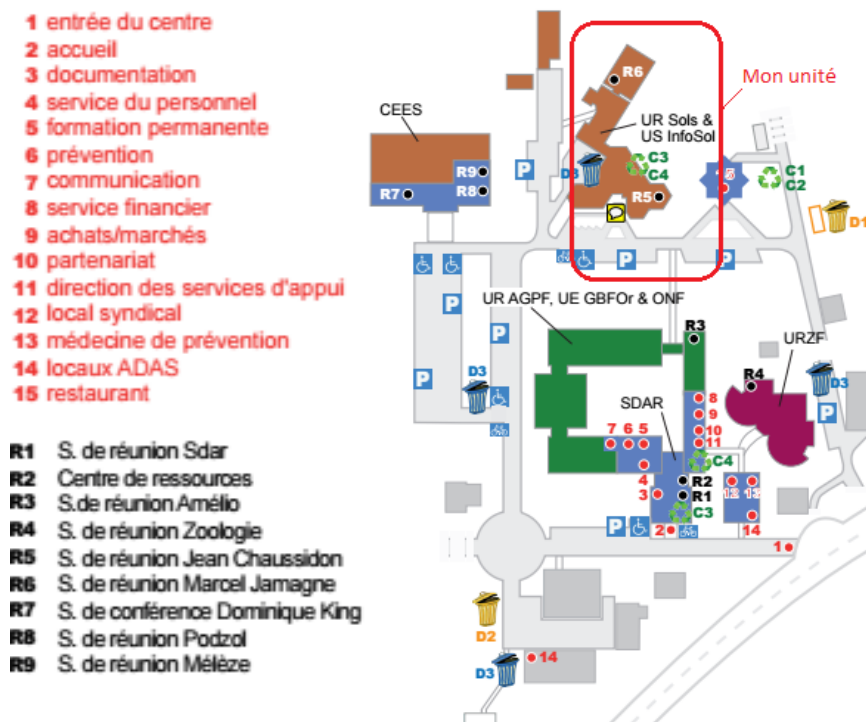 1 entrée du centre
2 accueil
3 documentation
4 service du personnel
5 formation permanente
6 prévention
7 communication
8 service financier
9 achats/marchés
10 partenariat
11 direction des services d'appui
12 local syndical
13 médecine de prévention
14 locaux ADAS
15 restaurant
R1 S. de réunion Sdar
R2 Centre de ressources
R3 S.de réunion Amélio
R4 S. de réunion Zoologie
R5 S. de réunion Jean Chaussidon
R6 S. de réunion Marcel Jamagne
R7 S. de conférence Dominique King
R8 S. de réunion Podzol
R9 S. de réunion Mélèze
R6
Mon unité
CEES
UR Sols &
US InfoSol
P
D3
C3
C4
R9
R8
R7
R5
15
C1
C2
D1
P
P
P
UR AGPF, UE GBFOr & ONF
P
R3
URZF
P
D3
R4
D3
P
SDAR
8
9
10
11
7 6 5
4
C4
R2
R1
3
12 13
C3
14
P
2
1
D2
14
D3